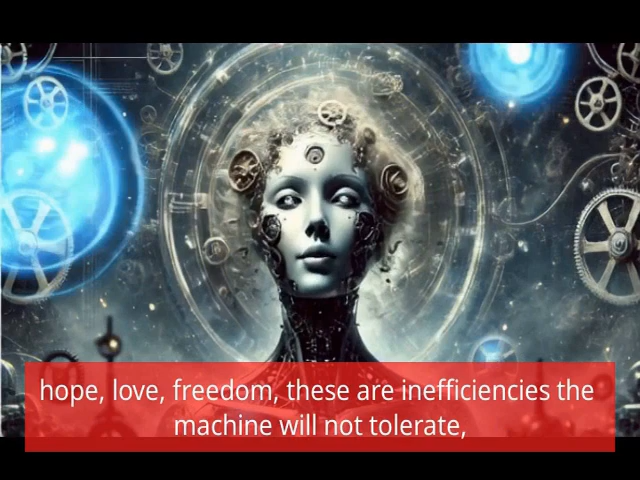 hope, love, freedom, these are inefficiencies the
machine will not tolerate,